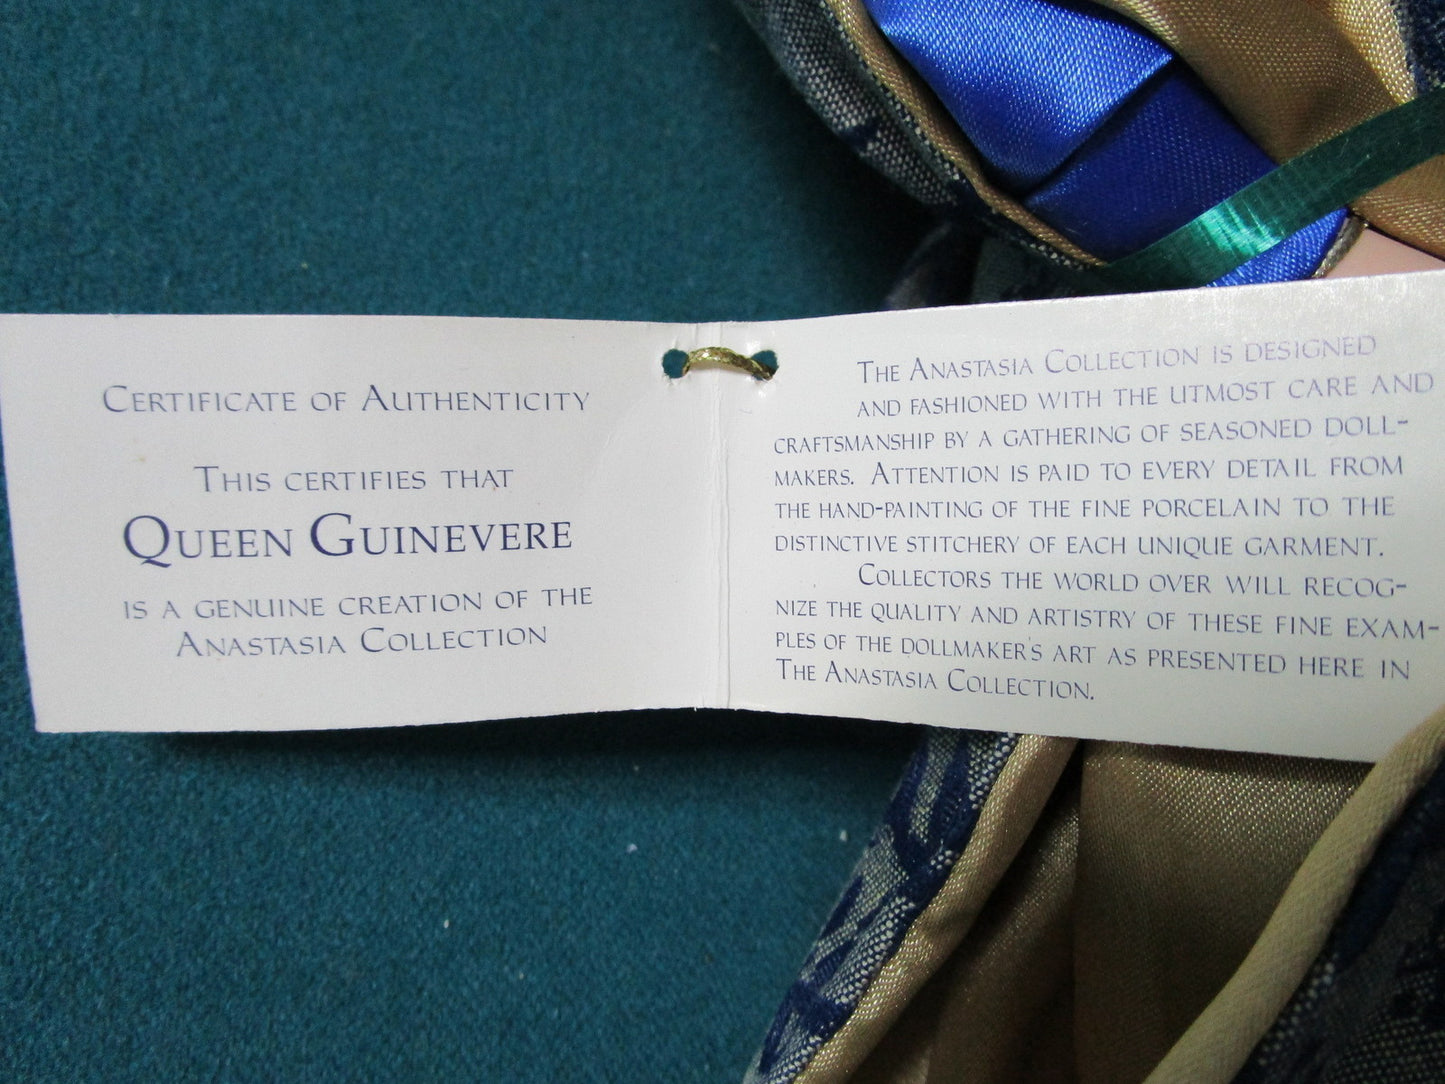 CERTIFICATE OF AUTHENTICITY
THIS CERTIFIES THAT
QUEEN GUINEVERE
IS A GENUINE CREATION OF THE
ANASTASIA COLLECTION
THE ANASTASIA COLLECTION IS DESIGNED
AND FASHIONED WITH THE UTMOST CARE AND
CRAFTSMANSHIP BY A GATHERING OF SEASONED DOLL-
MAKERS. ATTENTION IS PAID TO EVERY DETAIL FROM
THE HAND-PAINTING OF THE FINE PORCELAIN TO THE
DISTINCTIVE STITCHERY OF EACH UNIQUE GARMENT.
COLLECTORS THE WORLD OVER WILL RECOG-
NIZE THE QUALITY AND ARTISTRY OF THESE FINE EXAM-
PLES OF THE DOLLMAKER'S ART AS PRESENTED HERE IN
THE ANASTASIA COLLECTION.